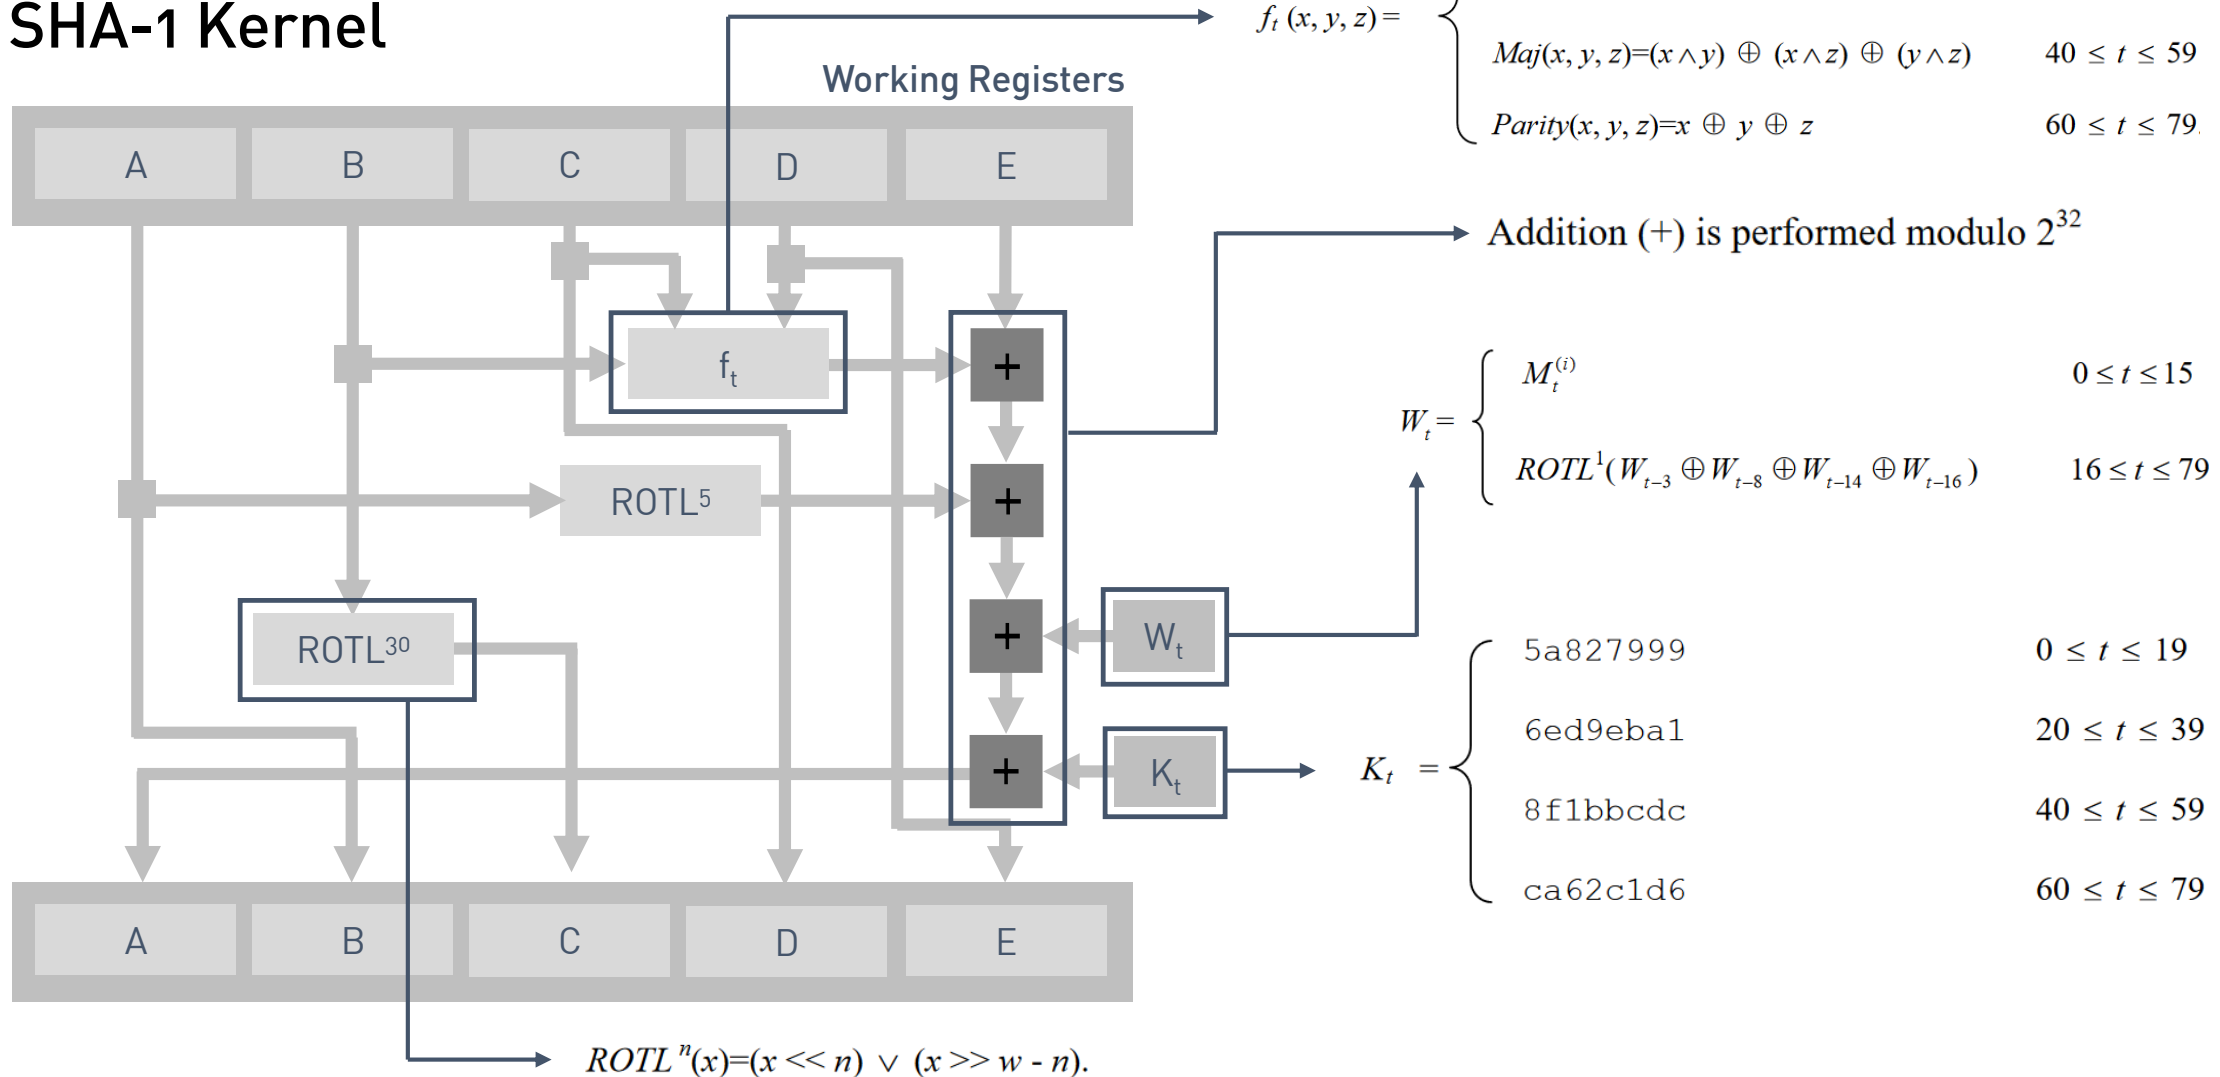 SHA-1 Kernel
f_t (x, y, z) =
Maj(x, y, z)=(x ∧ y) ⊕ (x ∧ z) ⊕ (y ∧ z) 40 ≤ t ≤ 59
Parity(x, y, z)=x ⊕ y ⊕ z 60 ≤ t ≤ 79.
Working Registers
A B C D E
Addition (+) is performed modulo 2^32
f_t +
W_t = M_t^(i) 0 ≤ t ≤ 15
ROTL^1(W_t−3 ⊕ W_t−8 ⊕ W_t−14 ⊕ W_t−16) 16 ≤ t ≤ 79
ROTL^5 +
ROTL^30 + W_t
+ K_t
K_t =
5a827999 0 ≤ t ≤ 19
6ed9eba1 20 ≤ t ≤ 39
8f1bbcdc 40 ≤ t ≤ 59
ca62c1d6 60 ≤ t ≤ 79
A B C D E
ROTL^n(x)=(x << n) ∨ (x >> w - n).